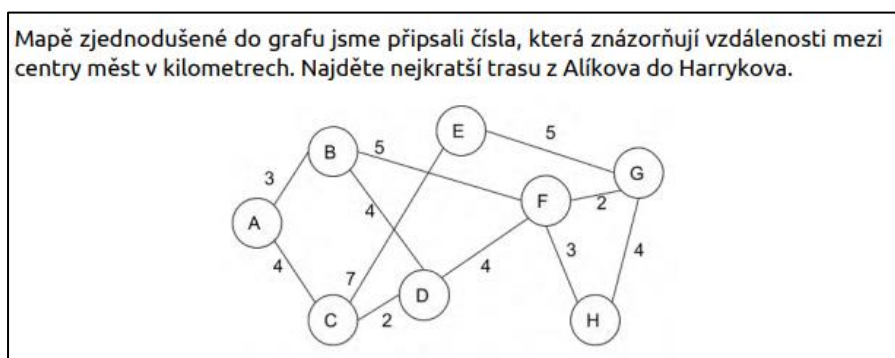 Mapě zjednodušené do grafu jsme připsali čísla, která znázorňují vzdálenosti mezi
centry měst v kilometrech. Najděte nejkratší trasu z Alíkova do Harrykova.
E
5
B
5
G
3
F
2
A
4
4
7
4
3
4
D
C
2
H